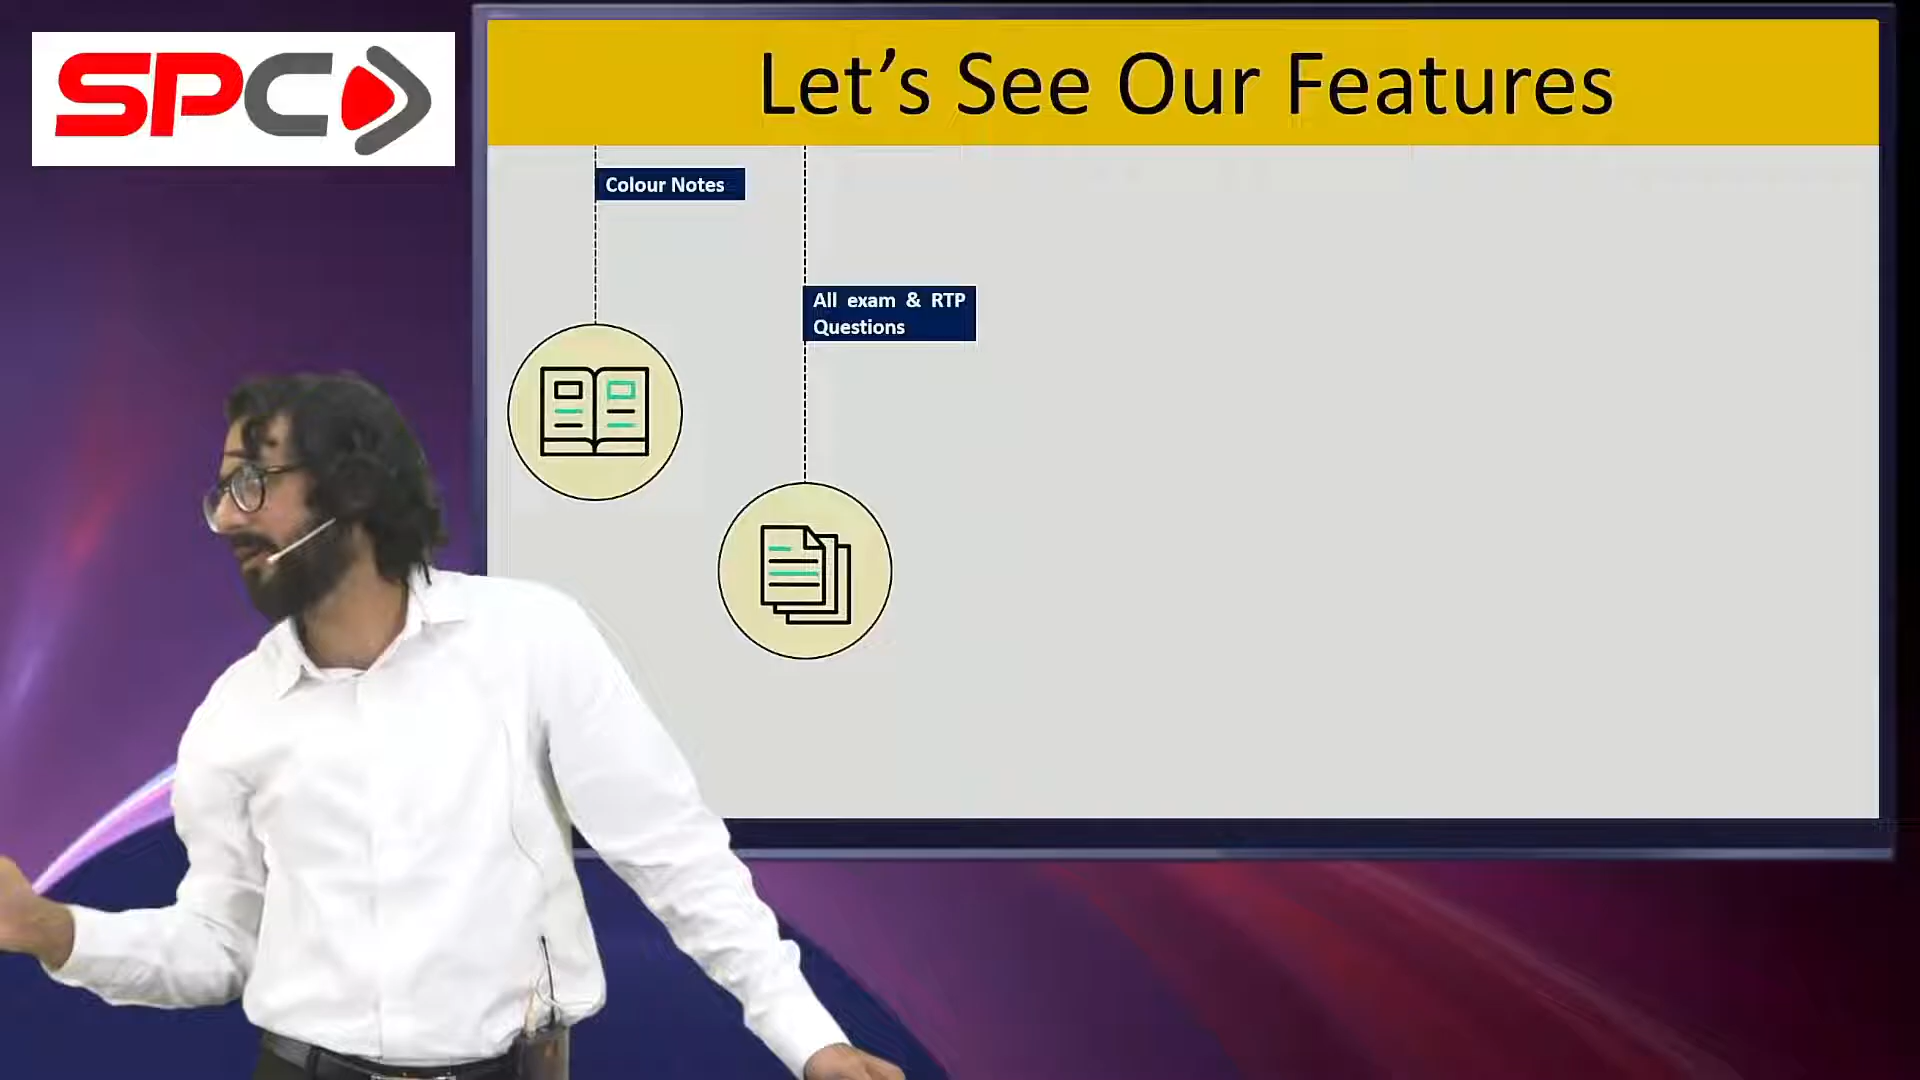 SPC
Let's See Our Features
Colour Notes
All exam & RTP
Questions